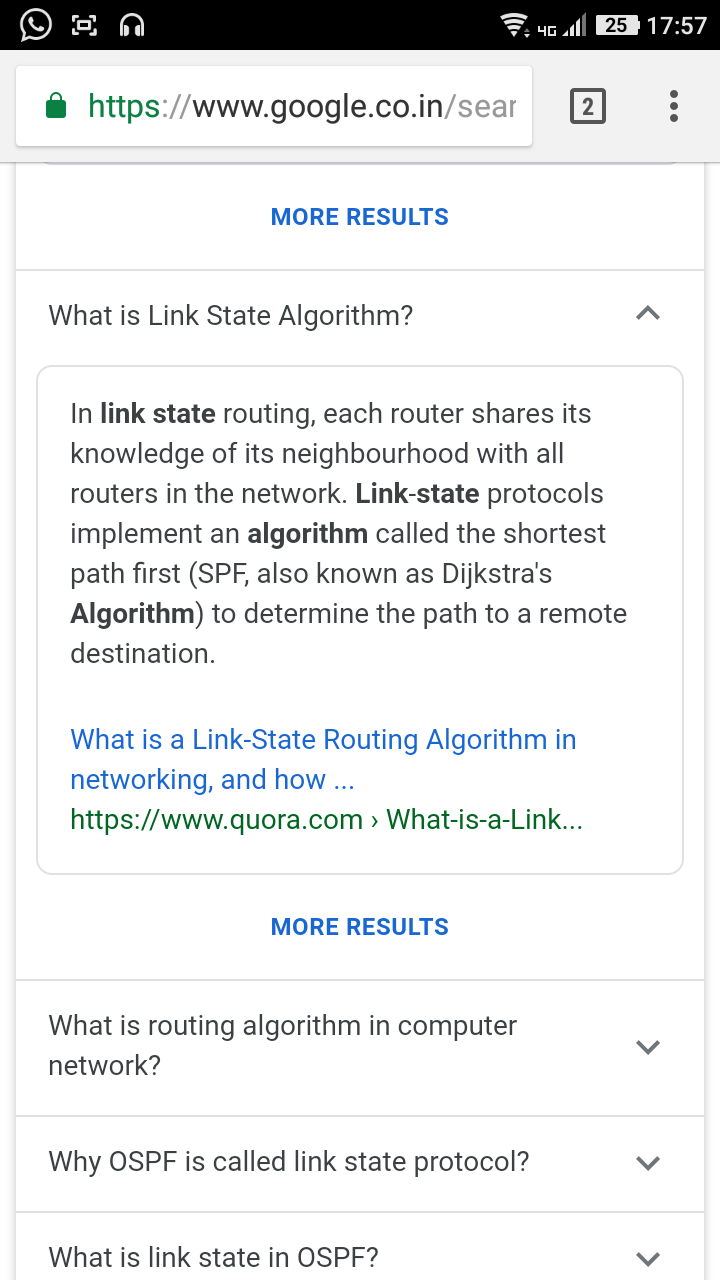 4G 25 17:57
https://www.google.co.in/sear
2
MORE RESULTS
What is Link State Algorithm?
In link state routing, each router shares its
knowledge of its neighbourhood with all
routers in the network. Link-state protocols
implement an algorithm called the shortest
path first (SPF, also known as Dijkstra's
Algorithm) to determine the path to a remote
destination.
What is a Link-State Routing Algorithm in
networking, and how ...
https://www.quora.com › What-is-a-Link...
MORE RESULTS
What is routing algorithm in computer
network?
Why OSPF is called link state protocol?
What is link state in OSPF?